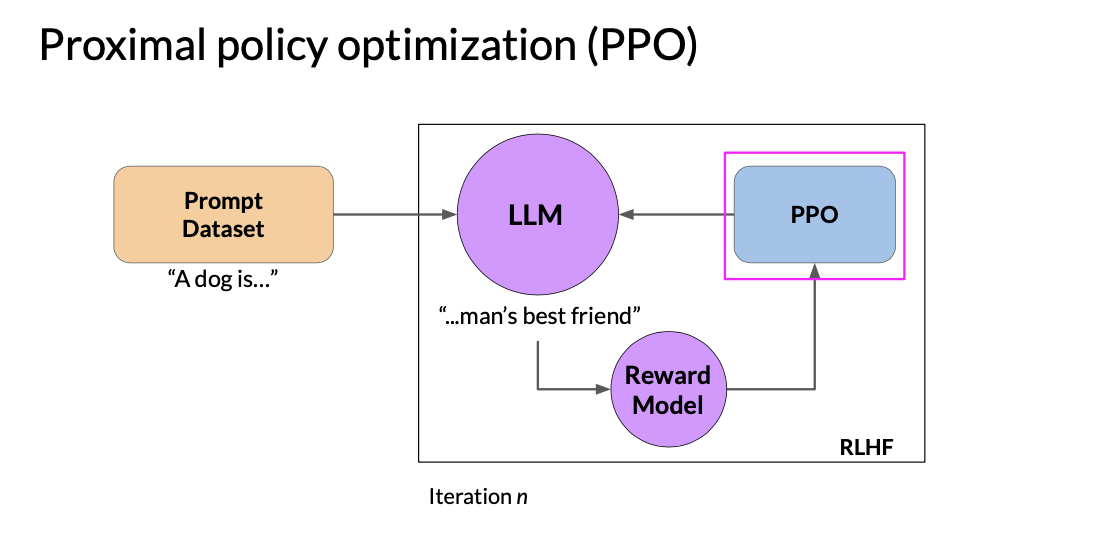 Proximal policy optimization (PPO)
Prompt
Dataset
“A dog is...”
LLM
PPO
“...man’s best friend”
Reward
Model
RLHF
Iteration n